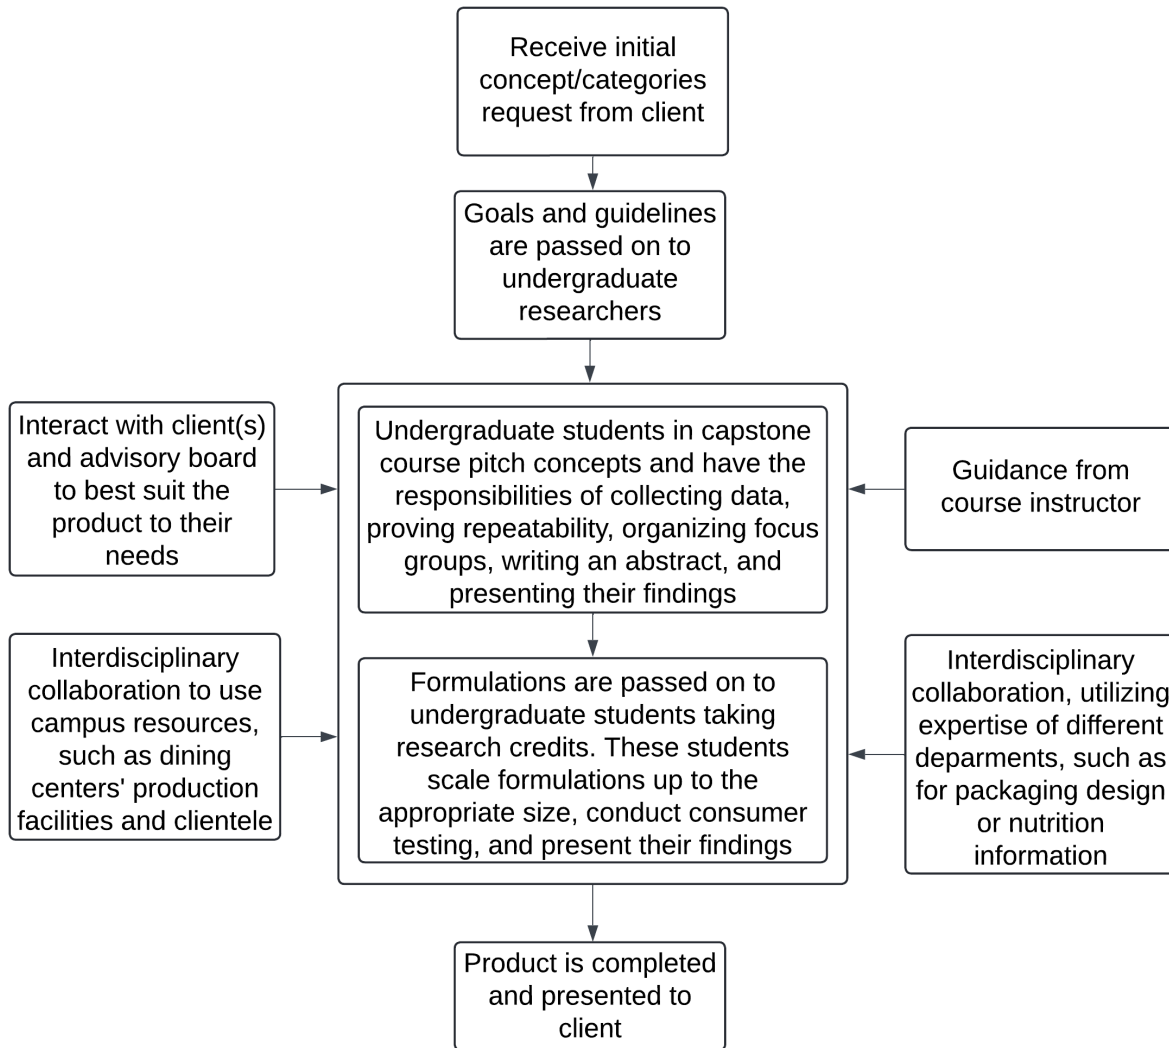 Receive initial
concept/categories
request from client
Goals and guidelines
are passed on to
undergraduate
researchers
Interact with client(s)
and advisory board
to best suit the
product to their
needs
Undergraduate students in capstone
course pitch concepts and have the
responsibilities of collecting data,
proving repeatability, organizing focus
groups, writing an abstract, and
presenting their findings
Guidance from
course instructor
Interdisciplinary
collaboration to use
campus resources,
such as dining
centers' production
facilities and clientele
Formulations are passed on to
undergraduate students taking
research credits. These students
scale formulations up to the
appropriate size, conduct consumer
testing, and present their findings
Interdisciplinary
collaboration, utilizing
expertise of different
deparments, such as
for packaging design
or nutrition
information
Product is completed
and presented to
client